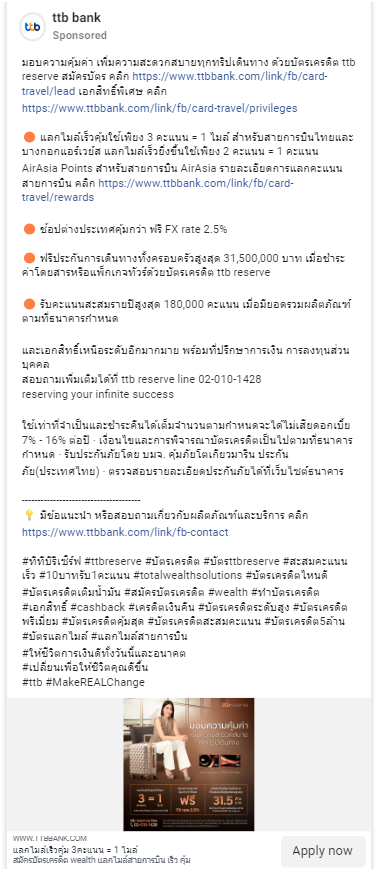 ttb
ttb bank
Sponsored
มอบความคุ้มค่า เพิ่มความสะดวกสบายทุกทริปเดินทาง ด้วยบัตรเครดิต ttb
reserve สมัครบัตร คลิก https://www.ttbbank.com/link/fb/card-
travel/lead เอกสิทธิ์พิเศษ คลิก
https://www.ttbbank.com/link/fb/card-travel/privileges
🟠 แลกไมล์เร็วคุ้มใช้เพียง 3 คะแนน = 1 ไมล์ สำหรับสายการบินไทยและ
บางกอกแอร์เวย์ส แลกไมล์เร็วยิ่งขึ้นใช้เพียง 2 คะแนน = 1 คะแนน
AirAsia Points สำหรับสายการบิน AirAsia รายละเอียดการแลกคะแนน
สายการบิน คลิก https://www.ttbbank.com/link/fb/card-
travel/rewards
🟠 ช้อปต่างประเทศคุ้มกว่า ฟรี FX rate 2.5%
🟠 ฟรีประกันการเดินทางทั้งครอบครัวสูงสุด 31,500,000 บาท เมื่อชำระ
ค่าโดยสารหรือแพ็กเกจทัวร์ด้วยบัตรเครดิต ttb reserve
🟠 รับคะแนนสะสมรายปีสูงสุด 180,000 คะแนน เมื่อมียอดรวมผลิตภัณฑ์
ตามที่ธนาคารกำหนด
และเอกสิทธิ์เหนือระดับอีกมากมาย พร้อมที่ปรึกษาการเงิน การลงทุนส่วน
บุคคล
สอบถามเพิ่มเติมได้ที่ ttb reserve line 02-010-1428
reserving your infinite success
ใช้เท่าที่จำเป็นและชำระคืนได้เต็มจำนวนตามกำหนดจะได้ไม่เสียดอกเบี้ย
7% - 16% ต่อปี · เงื่อนไขและการพิจารณาบัตรเครดิตเป็นไปตามที่ธนาคาร
กำหนด · รับประกันภัยโดย บมจ. คุ้มภัยโตเกียวมารีน ประกัน
ภัย(ประเทศไทย) · ตรวจสอบรายละเอียดประกันภัยได้ที่เว็บไซต์ธนาคาร
---------------------------------------
💡 มีข้อแนะนำ หรือสอบถามเกี่ยวกับผลิตภัณฑ์และบริการ คลิก
https://www.ttbbank.com/link/fb-contact
#ทีทีบีรีเซิร์ฟ #ttbreserve #บัตรเครดิต #บัตรttbreserve #สะสมคะแนน
เร็ว #10บาทรับ1คะแนน #totalwealthsolutions #บัตรเครดิตไหนดี
#บัตรเครดิตเติมน้ำมัน #สมัครบัตรเครดิต #wealth #ทำบัตรเครดิต
#เอกสิทธิ์ #cashback #เครดิตเงินคืน #บัตรเครดิตระดับสูง #บัตรเครดิต
พรีเมี่ยม #บัตรเครดิตคุ้มสุด #บัตรเครดิตสะสมคะแนน #บัตรเครดิต5ล้าน
#บัตรแลกไมล์ #แลกไมล์สายการบิน
#ให้ชีวิตการเงินดีทั้งวันนี้และอนาคต
#เปลี่ยนเพื่อให้ชีวิตคุณดีขึ้น
#ttb #MakeREALChange
มอบความคุ้มค่า
3=1
ฟรี
31.5
02-010-1428
WWW.TTBBANK.COM
แลกไมล์เร็วคุ้ม 3คะแนน = 1 ไมล์
สมัครบัตรเครดิต wealth แลกไมล์สายการบิน เร็ว คุ้ม
Apply now